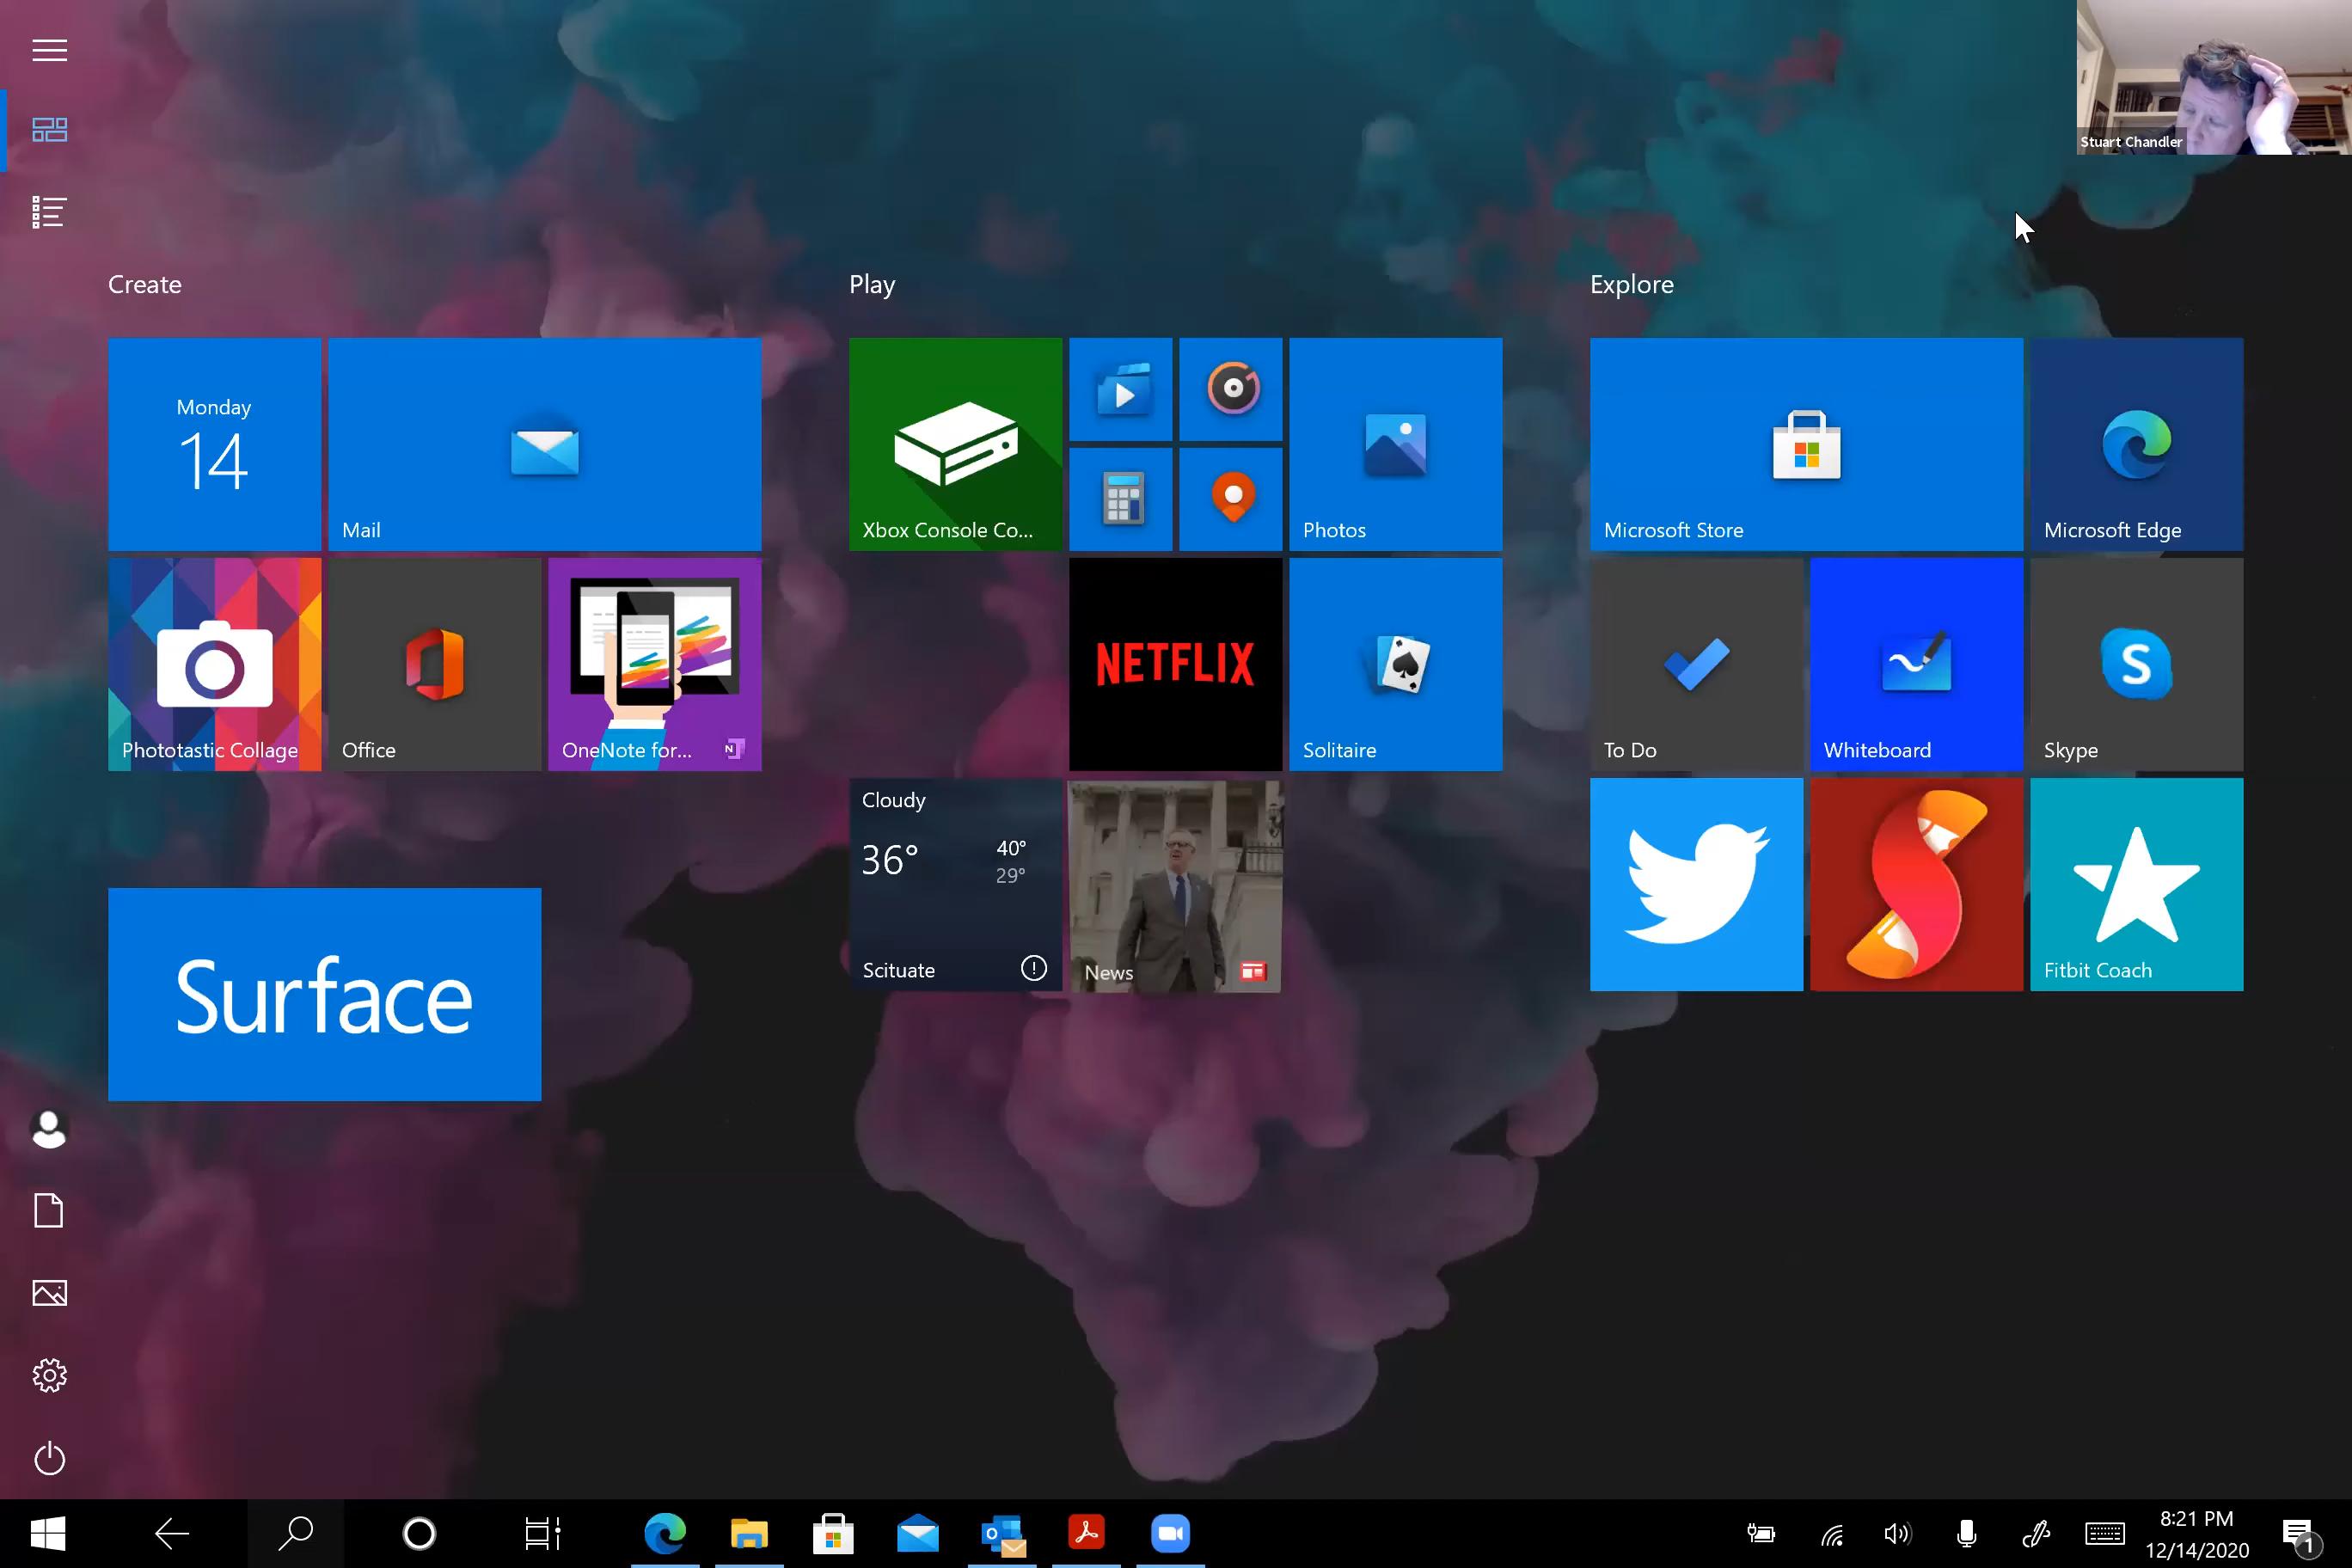 Stuart Chandler
Create
Play
Explore
Monday
14
Mail
Xbox Console Co...
Photos
Microsoft Store
Microsoft Edge
Phototastic Collage
Office
OneNote for...
N
NETFLIX
Solitaire
To Do
Whiteboard
S
Skype
Cloudy
36°
40°
29°
Scituate
News
Fitbit Coach
Surface
8:21 PM
12/14/2020
1